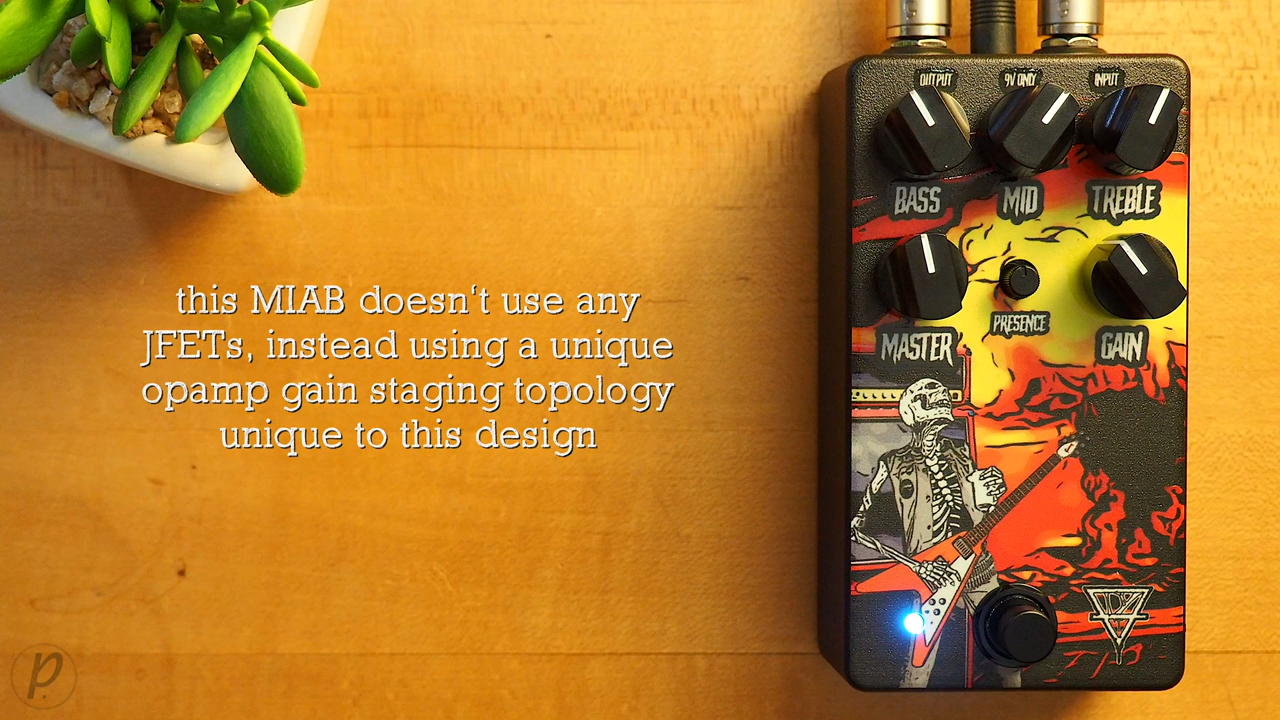 OUTPUT
9V ONLY
INPUT
BASS
MID
TREBLE
MASTER
PRESENCE
GAIN
this MIAB doesn't use any
JFETs, instead using a unique
opamp gain staging topology
unique to this design
p